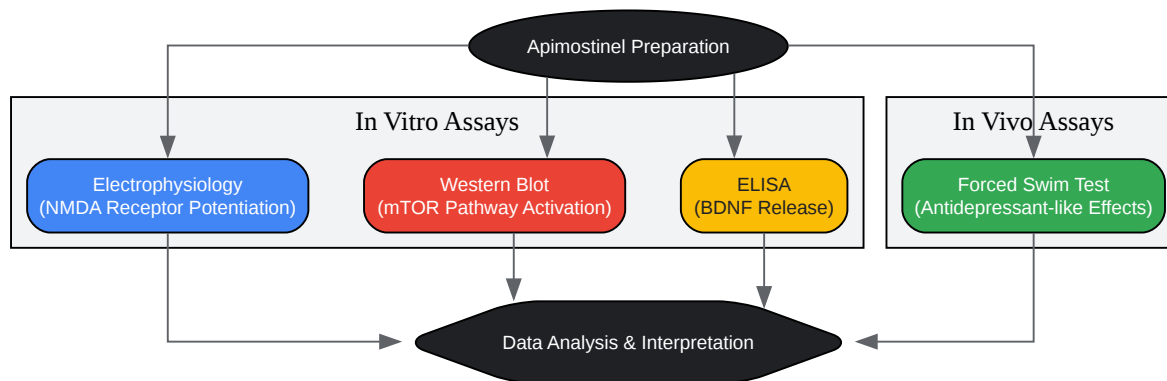 Apimostinel Preparation
In Vitro Assays
In Vivo Assays
Electrophysiology
(NMDA Receptor Potentiation)
Western Blot
(mTOR Pathway Activation)
ELISA
(BDNF Release)
Forced Swim Test
(Antidepressant-like Effects)
Data Analysis & Interpretation